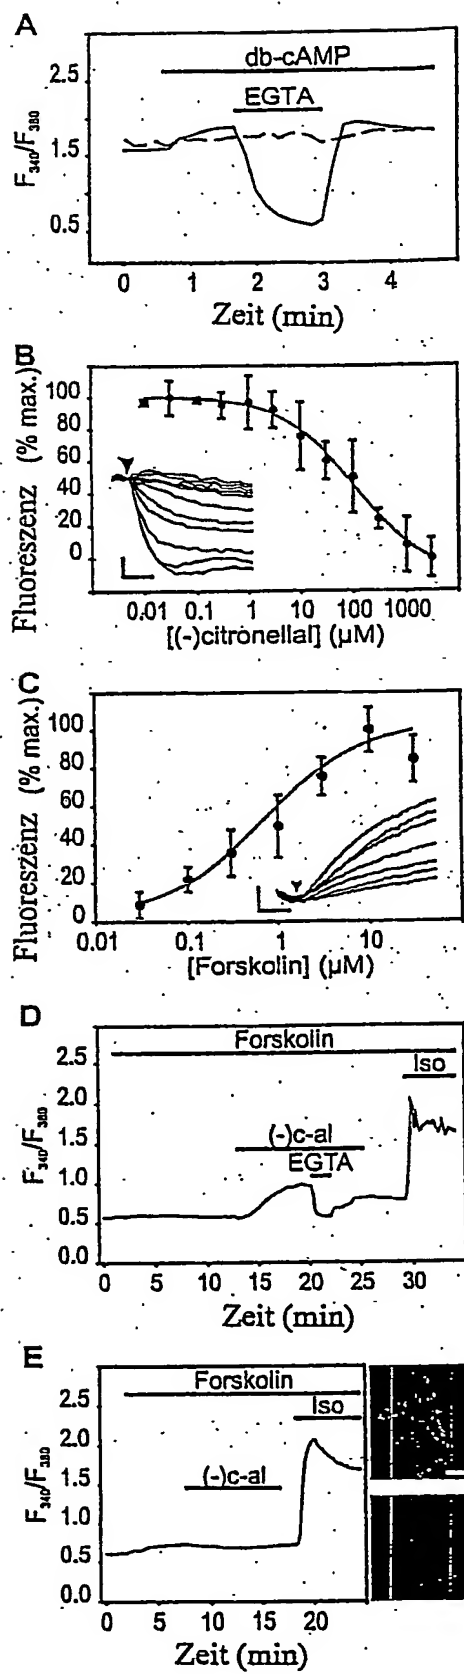 A
db-cAMP
EGTA
2.5
1.5
0.5
F340/F380
0 1 2 3 4
Zeit (min)
B
Fluoreszenz (% max.)
100
80
60
40
20
0
0.01 0.1 1 10 100 1000
[(-)citronellal] (µM)
C
Fluoreszenz (% max.)
100
80
60
40
20
0
0.01 0.1 1 10
[Forskolin] (µM)
D
Forskolin
Iso
(-)c-al
EGTA
2.5
2.0
1.5
1.0
0.5
0.0
F340/F380
0 5 10 15 20 25 30
Zeit (min)
E
Forskolin
Iso
(-)c-al
2.5
2.0
1.5
1.0
0.5
0.0
F340/F380
0 5 10 15 20
Zeit (min)